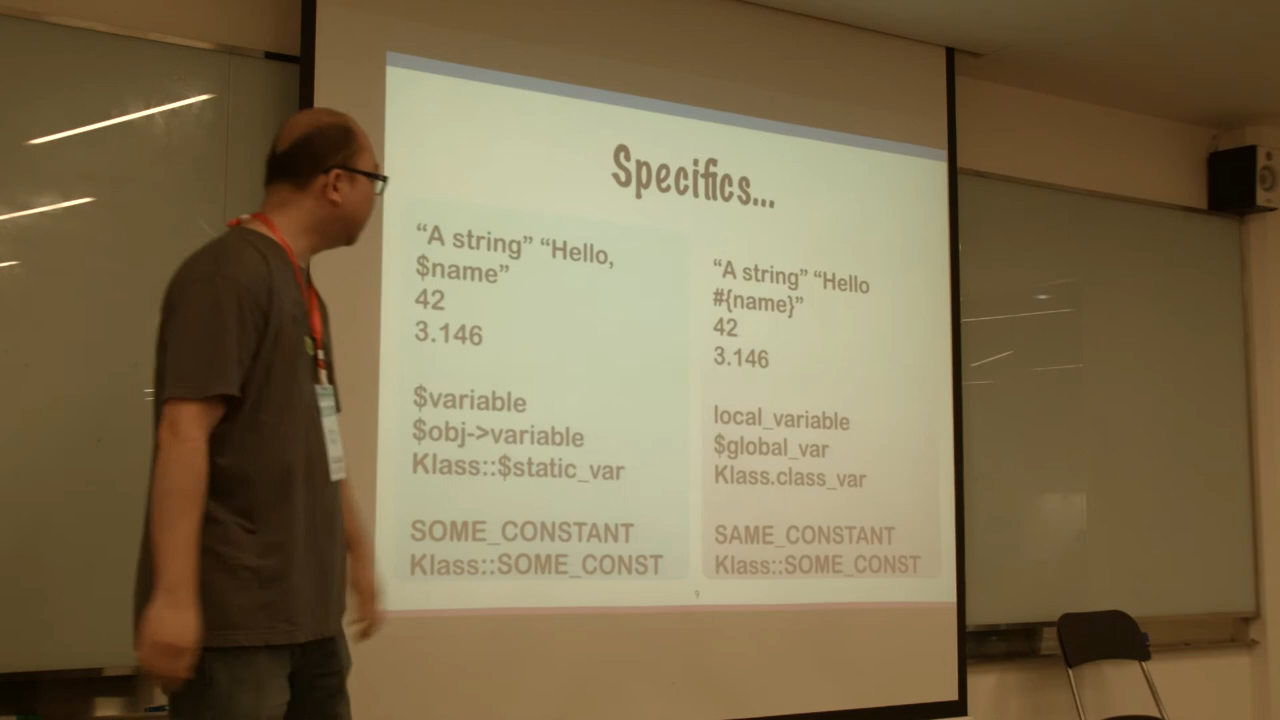 Specifics...
“A string” “Hello,
$name”
42
3.146
$variable
$obj->variable
Klass::$static_var
SOME_CONSTANT
Klass::SOME_CONST
“A string” “Hello
#{name}”
42
3.146
local_variable
$global_var
Klass.class_var
SAME_CONSTANT
Klass::SOME_CONST
9